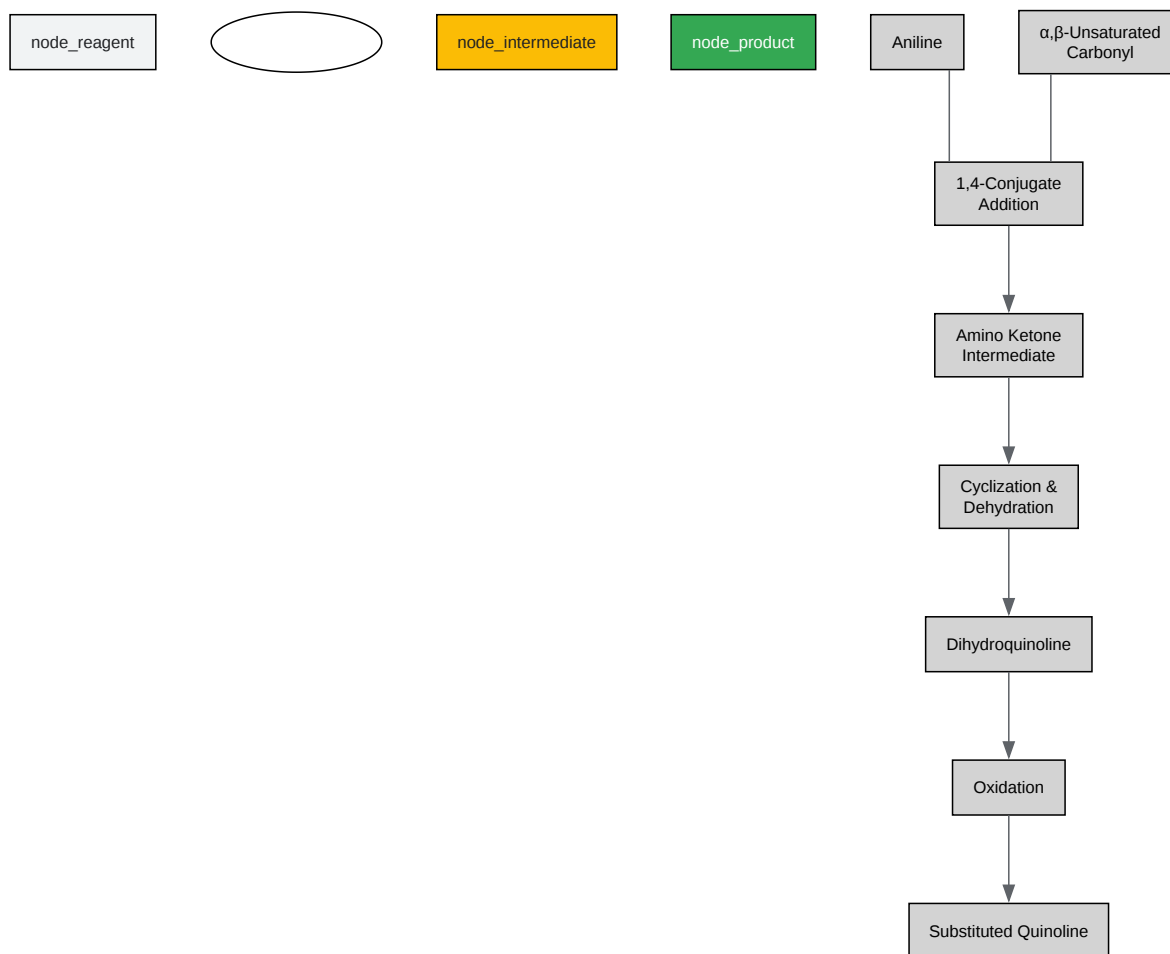 node_reagent
node_intermediate
node_product
Aniline
α,β-Unsaturated
Carbonyl
1,4-Conjugate
Addition
Amino Ketone
Intermediate
Cyclization &
Dehydration
Dihydroquinoline
Oxidation
Substituted Quinoline